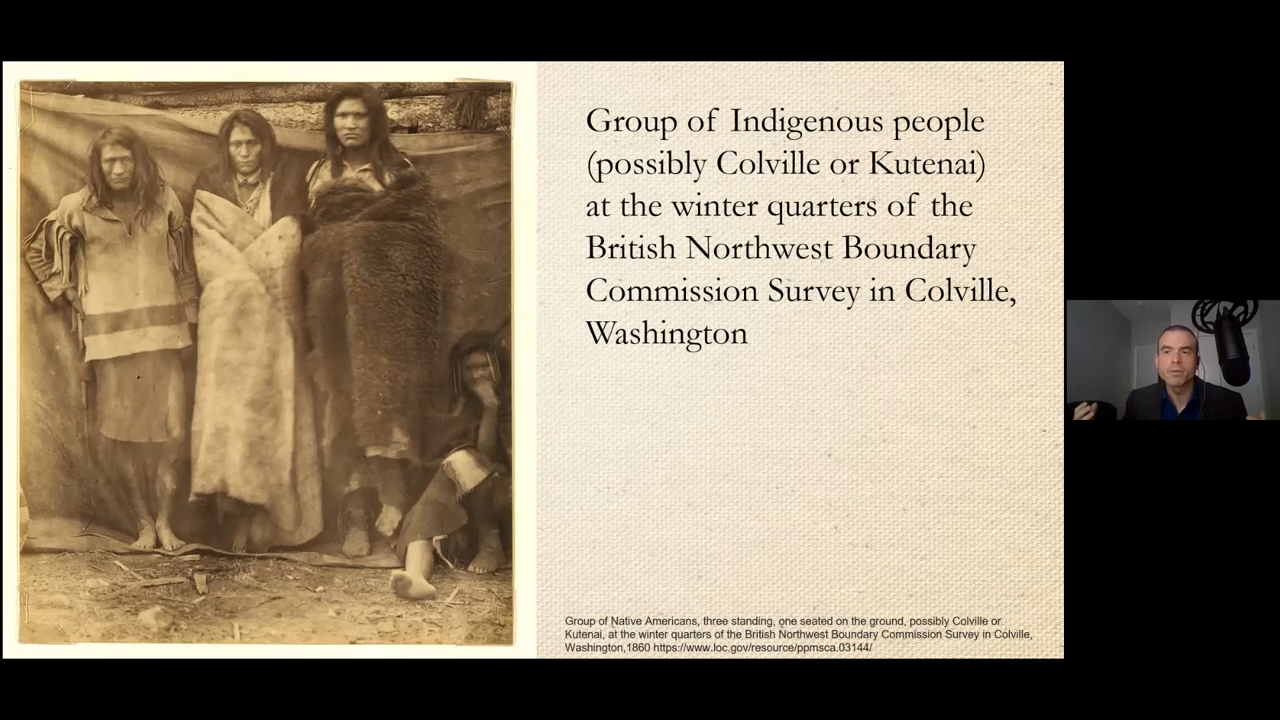 Group of Indigenous people
(possibly Colville or Kutenai)
at the winter quarters of the
British Northwest Boundary
Commission Survey in Colville,
Washington
Group of Native Americans, three standing, one seated on the ground, possibly Colville or
Kutenai, at the winter quarters of the British Northwest Boundary Commission Survey in Colville,
Washington,1860 https://www.loc.gov/resource/ppmsca.03144/